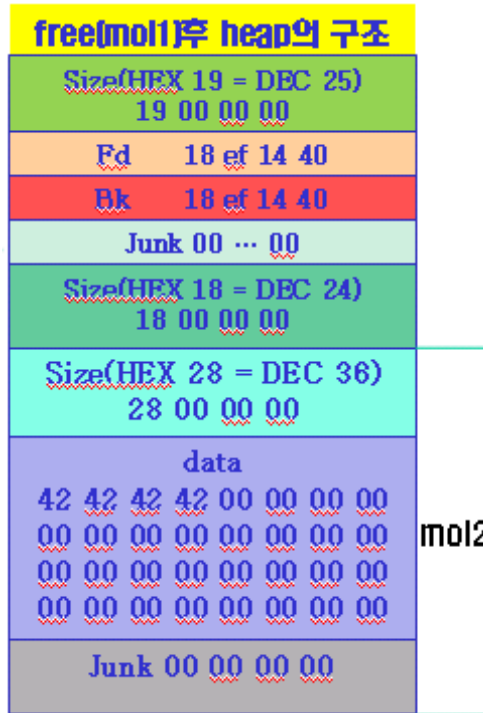 free(mol1)후 heap의 구조
Size(HEX 19 = DEC 25)
19 00 00 00
Fd 18 ef 14 40
Bk 18 ef 14 40
Junk 00 ... 00
Size(HEX 18 = DEC 24)
18 00 00 00
Size(HEX 28 = DEC 36)
28 00 00 00
data
42 42 42 42 00 00 00 00
00 00 00 00 00 00 00 00
00 00 00 00 00 00 00 00
00 00 00 00 00 00 00 00
mol2
Junk 00 00 00 00